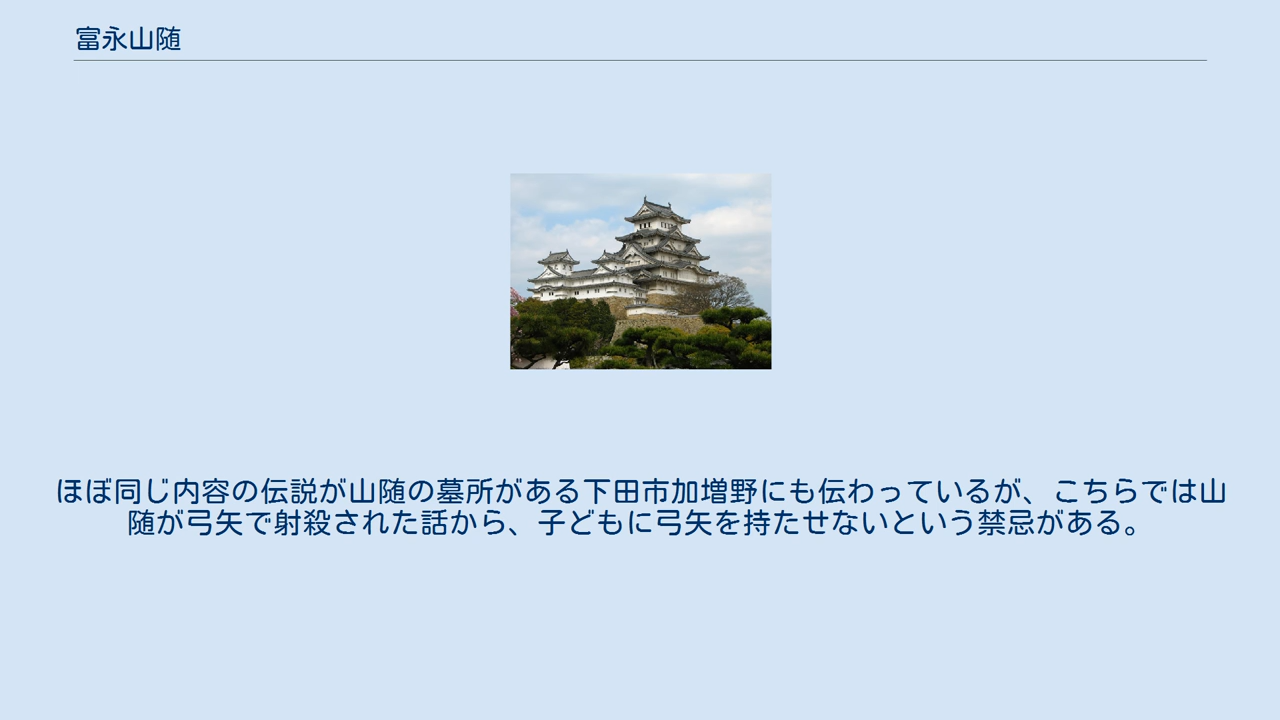 富永山随
ほぼ同じ内容の伝説が山随の墓所がある下田市加増野にも伝わっているが、こちらでは山
随が弓矢で射殺された話から、子どもに弓矢を持たせないという禁忌がある。